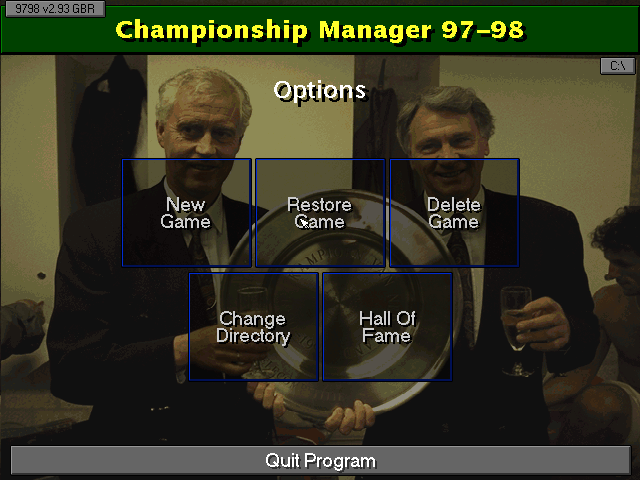 9798 v2.93 GBR
Championship Manager 97-98
C:\
Options
New
Game
Restore
Game
Delete
Game
Change
Directory
Hall Of
Fame
Quit Program